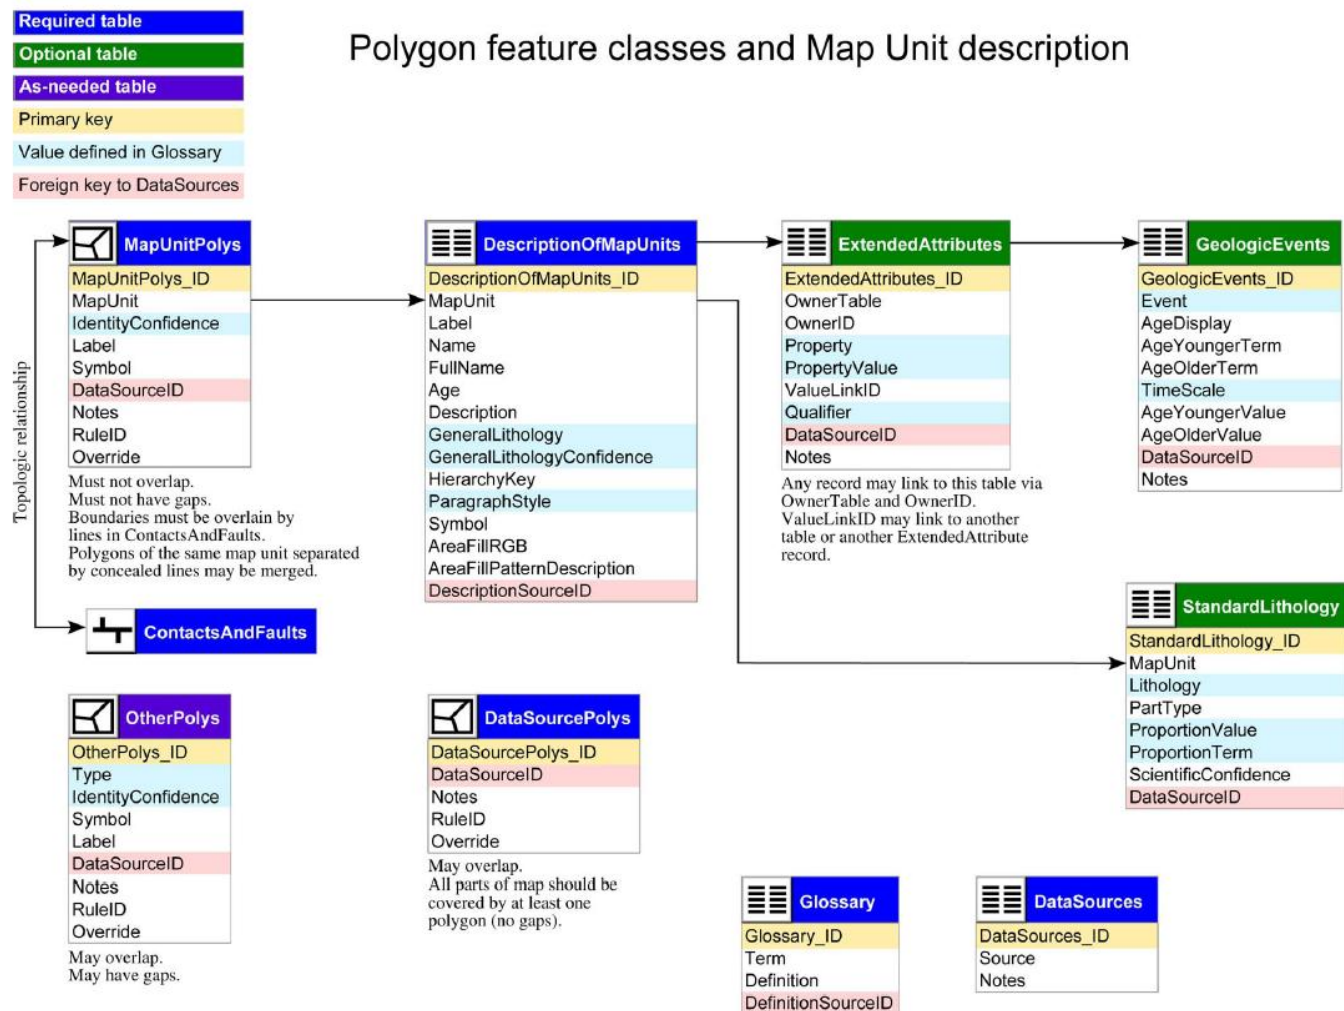 Required table
Optional table
As-needed table
Primary key
Value defined in Glossary
Foreign key to DataSources
Polygon feature classes and Map Unit description
Topologic relationship
MapUnitPolys
MapUnitPolys_ID
MapUnit
IdentityConfidence
Label
Symbol
DataSourceID
Notes
RuleID
Override
Must not overlap.
Must not have gaps.
Boundaries must be overlain by
lines in ContactsAndFaults.
Polygons of the same map unit separated
by concealed lines may be merged.
ContactsAndFaults
DescriptionOfMapUnits
DescriptionOfMapUnits_ID
MapUnit
Label
Name
FullName
Age
Description
GeneralLithology
GeneralLithologyConfidence
HierarchyKey
ParagraphStyle
Symbol
AreaFillRGB
AreaFillPatternDescription
DescriptionSourceID
ExtendedAttributes
ExtendedAttributes_ID
OwnerTable
OwnerID
Property
PropertyValue
ValueLinkID
Qualifier
DataSourceID
Notes
Any record may link to this table via
OwnerTable and OwnerID.
ValueLinkID may link to another
table or another ExtendedAttribute
record.
GeologicEvents
GeologicEvents_ID
Event
AgeDisplay
AgeYoungerTerm
AgeOlderTerm
TimeScale
AgeYoungerValue
AgeOlderValue
DataSourceID
Notes
StandardLithology
StandardLithology_ID
MapUnit
Lithology
PartType
ProportionValue
ProportionTerm
ScientificConfidence
DataSourceID
OtherPolys
OtherPolys_ID
Type
IdentityConfidence
Symbol
Label
DataSourceID
Notes
RuleID
Override
May overlap.
May have gaps.
DataSourcePolys
DataSourcePolys_ID
DataSourceID
Notes
RuleID
Override
May overlap.
All parts of map should be
covered by at least one
polygon (no gaps).
Glossary
Glossary_ID
Term
Definition
DefinitionSourceID
DataSources
DataSources_ID
Source
Notes